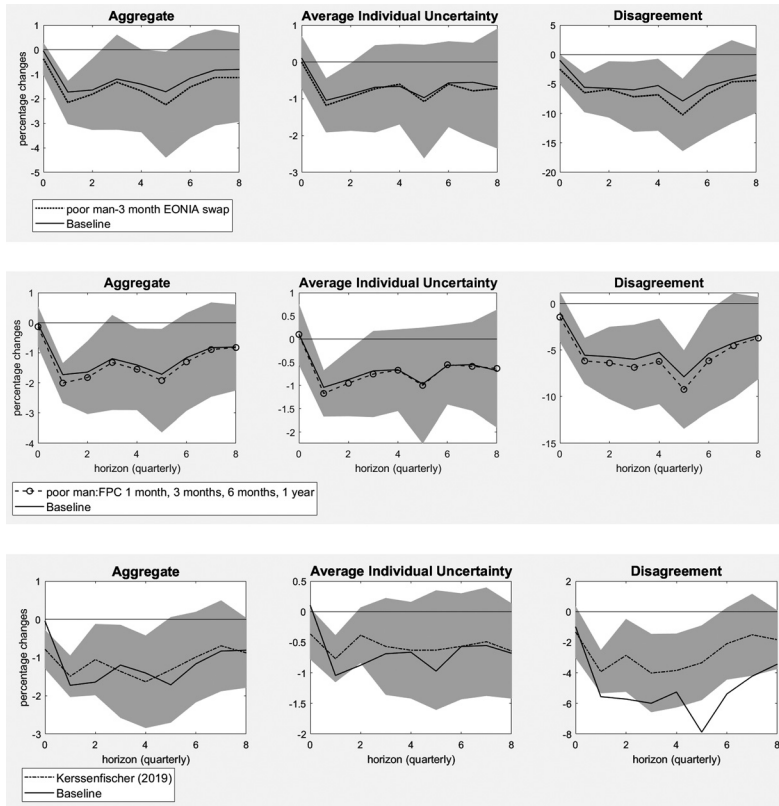 Aggregate Average Individual Uncertainty Disagreement
percentage changes
1 0 -1 -2 -3 -4 -5
1 0 -1 -2 -3
5 0 -5 -10 -15 -20
0 2 4 6 8 0 2 4 6 8 0 2 4 6 8
poor man-3 month EONIA swap
Baseline
Aggregate Average Individual Uncertainty Disagreement
percentage changes
1 0 -1 -2 -3 -4
1 0.5 0 -0.5 -1 -1.5 -2
0 -5 -10 -15
0 2 4 6 8 0 2 4 6 8 0 2 4 6 8
horizon (quarterly) horizon (quarterly) horizon (quarterly)
poor man:FPC 1 month, 3 months, 6 months, 1 year
Baseline
Aggregate Average Individual Uncertainty Disagreement
percentage changes
1 0 -1 -2 -3
0.5 0 -0.5 -1 -1.5 -2
2 0 -2 -4 -6 -8
0 2 4 6 8 0 2 4 6 8 0 2 4 6 8
horizon (quarterly) horizon (quarterly) horizon (quarterly)
Kerssenfischer (2019)
Baseline